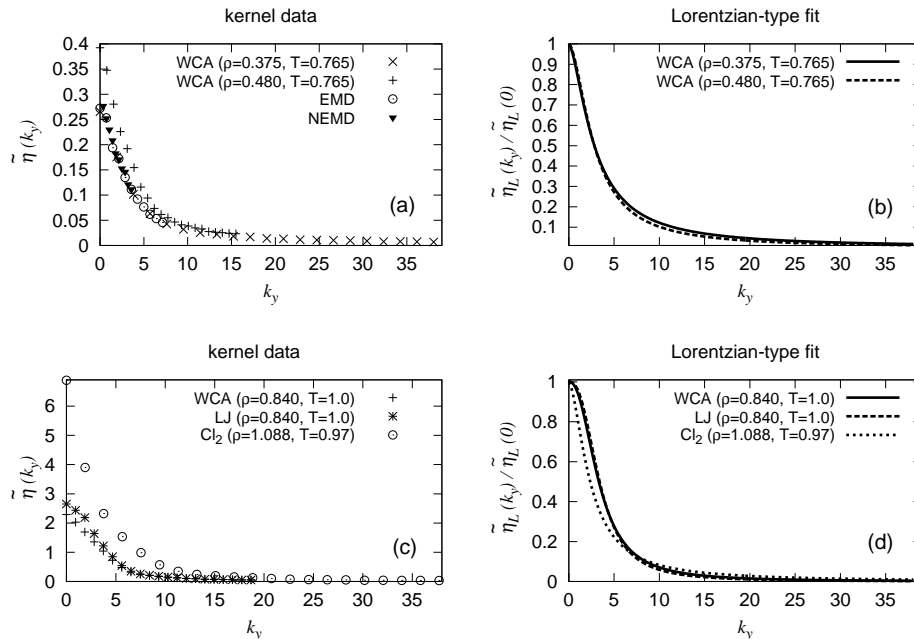 kernel data
WCA (ρ=0.375, T=0.765)
WCA (ρ=0.480, T=0.765)
EMD
NEMD
0.4
0.35
0.3
0.25
0.2
0.15
0.1
0.05
0
η̃ (k_y)
(a)
0 5 10 15 20 25 30 35
k_y
Lorentzian-type fit
WCA (ρ=0.375, T=0.765)
WCA (ρ=0.480, T=0.765)
1
0.9
0.8
0.7
0.6
0.5
0.4
0.3
0.2
0.1
η̃_L (k_y) / η̃_L (0)
(b)
0 5 10 15 20 25 30 35
k_y
kernel data
WCA (ρ=0.840, T=1.0)
LJ (ρ=0.840, T=1.0)
Cl₂ (ρ=1.088, T=0.97)
6
5
4
3
2
1
0
η̃ (k_y)
(c)
0 5 10 15 20 25 30 35
k_y
Lorentzian-type fit
WCA (ρ=0.840, T=1.0)
LJ (ρ=0.840, T=1.0)
Cl₂ (ρ=1.088, T=0.97)
1
0.8
0.6
0.4
0.2
0
η̃_L (k_y) / η̃_L (0)
(d)
0 5 10 15 20 25 30 35
k_y